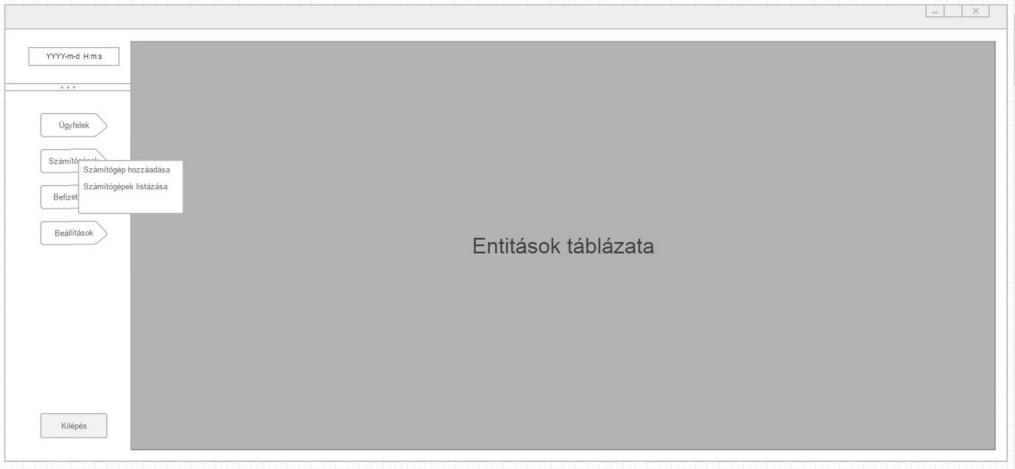 YYYY-m-d H:m:s
Ügyfelek
Számítógép hozzáadása
Számítógépek listázása
Beállítások
Entitások táblázata
Kilépés